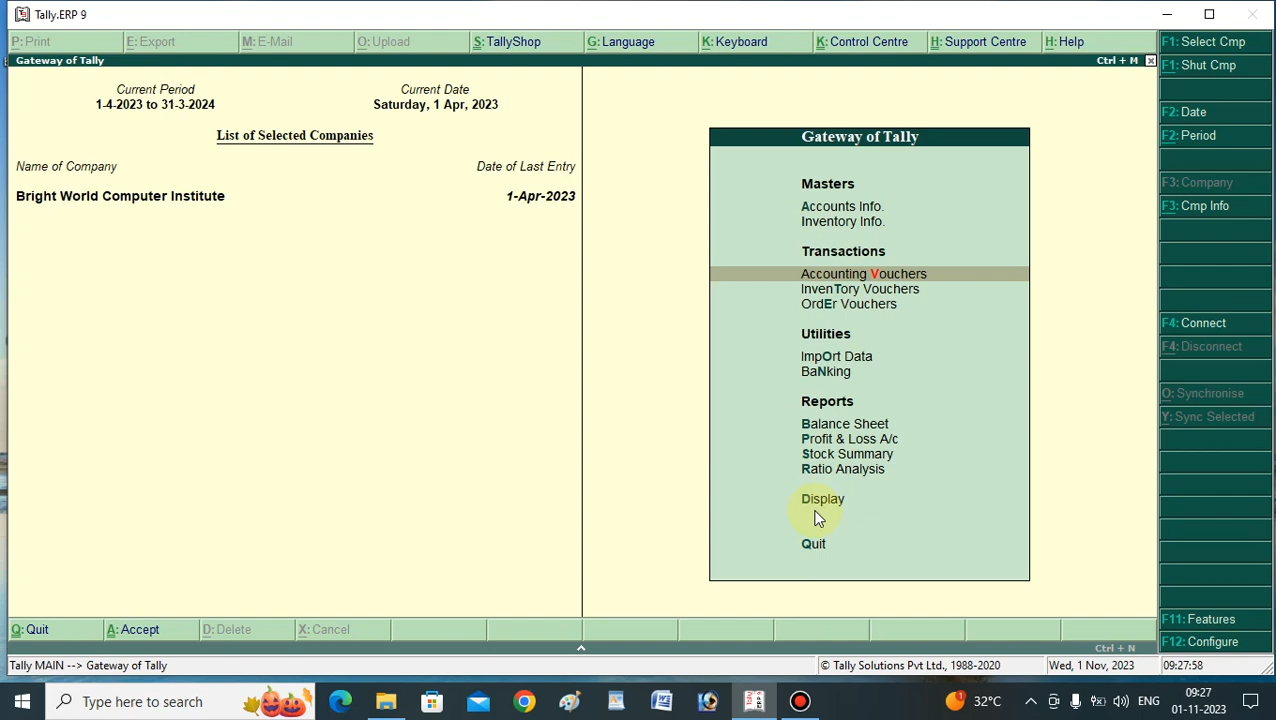 Tally.ERP 9
P: Print
E: Export
M: E-Mail
O: Upload
S: TallyShop
G: Language
K: Keyboard
K: Control Centre
H: Support Centre
H: Help
Gateway of Tally
Ctrl + M
Current Period
1-4-2023 to 31-3-2024
Current Date
Saturday, 1 Apr, 2023
List of Selected Companies
Name of Company
Date of Last Entry
Bright World Computer Institute
1-Apr-2023
Gateway of Tally
Masters
Accounts Info.
Inventory Info.
Transactions
Accounting Vouchers
InvenTory Vouchers
OrdEr Vouchers
Utilities
ImpOrt Data
BaNking
Reports
Balance Sheet
Profit & Loss A/c
Stock Summary
Ratio Analysis
Display
Quit
F1: Select Cmp
F1: Shut Cmp
F2: Date
F2: Period
F3: Company
F3: Cmp Info
F4: Connect
F4: Disconnect
O: Synchronise
Y: Sync Selected
F11: Features
F12: Configure
Q: Quit
A: Accept
D: Delete
X: Cancel
Ctrl + N
Tally MAIN --> Gateway of Tally
© Tally Solutions Pvt Ltd., 1988-2020
Wed, 1 Nov, 2023
09:27:58
Type here to search
1
32°C
ENG
09:27
01-11-2023